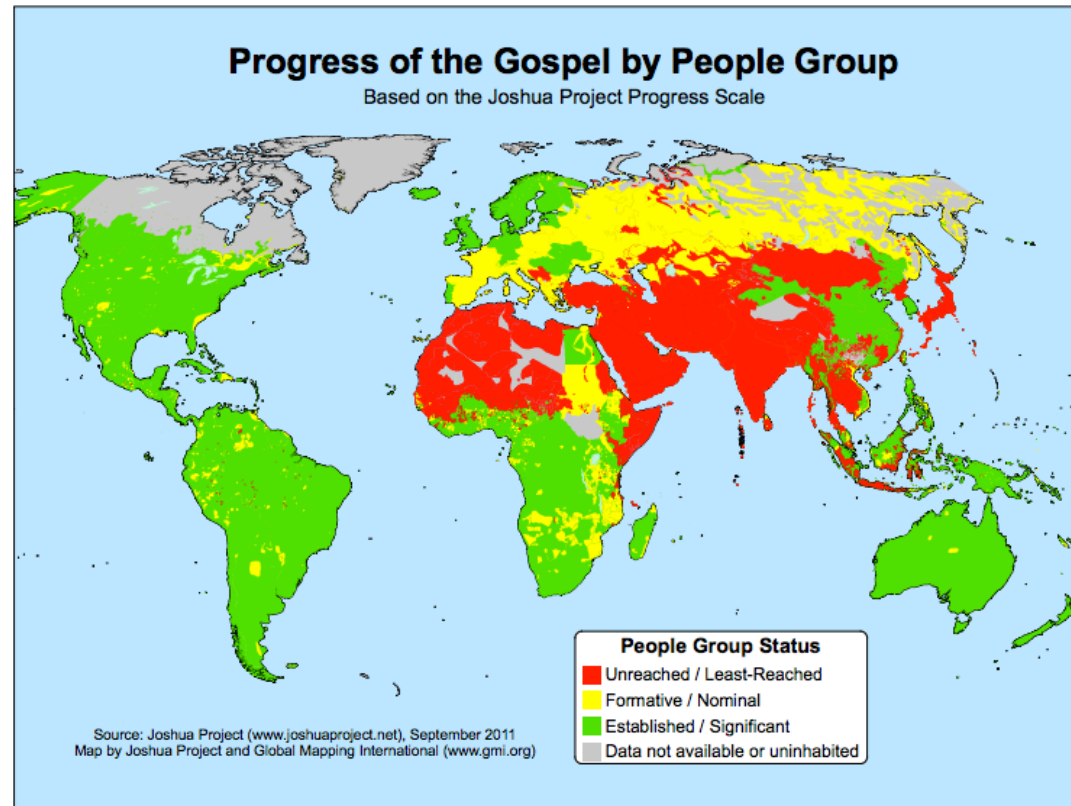 Progress of the Gospel by People Group
Based on the Joshua Project Progress Scale
People Group Status
Unreached / Least-Reached
Formative / Nominal
Established / Significant
Data not available or uninhabited
Source: Joshua Project (www.joshuaproject.net), September 2011
Map by Joshua Project and Global Mapping International (www.gmi.org)